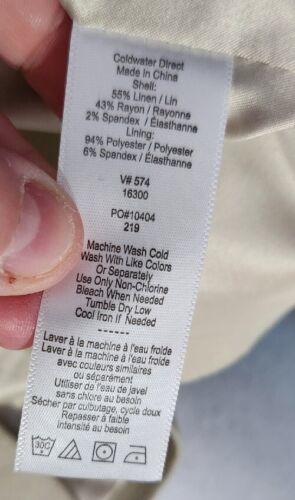 Coldwater Direct
Made in China
Shell:
55% Linen / Lin
43% Rayon / Rayonne
2% Spandex / Élasthanne
Lining:
94% Polyester / Polyester
6% Spandex / Élasthanne
V# 574
16300
PO#10404
219
Machine Wash Cold
Wash With Like Colors
Or Separately
Use Only Non-Chlorine
Bleach When Needed
Tumble Dry Low
Cool Iron If Needed
------
Laver à la machine à l'eau froide
Laver à la machine à l'eau froide
avec couleurs similaires
ou séparément
Utiliser de l'eau de javel
sans chlore au besoin
Sécher par culbutage, cycle doux
Repasser à faible
intensité au besoin
30C